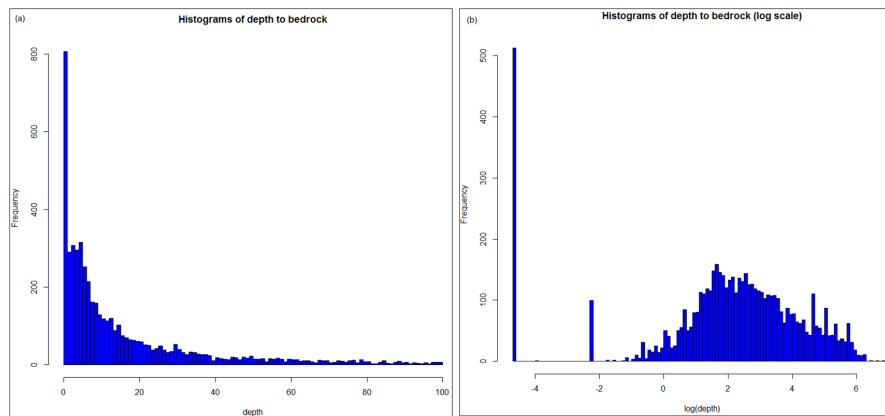 (a)
Histograms of depth to bedrock
Frequency
800
600
400
200
0
0 20 40 60 80 100
depth
(b)
Histograms of depth to bedrock (log scale)
Frequency
500
400
300
200
100
0
-4 -2 0 2 4 6
log(depth)